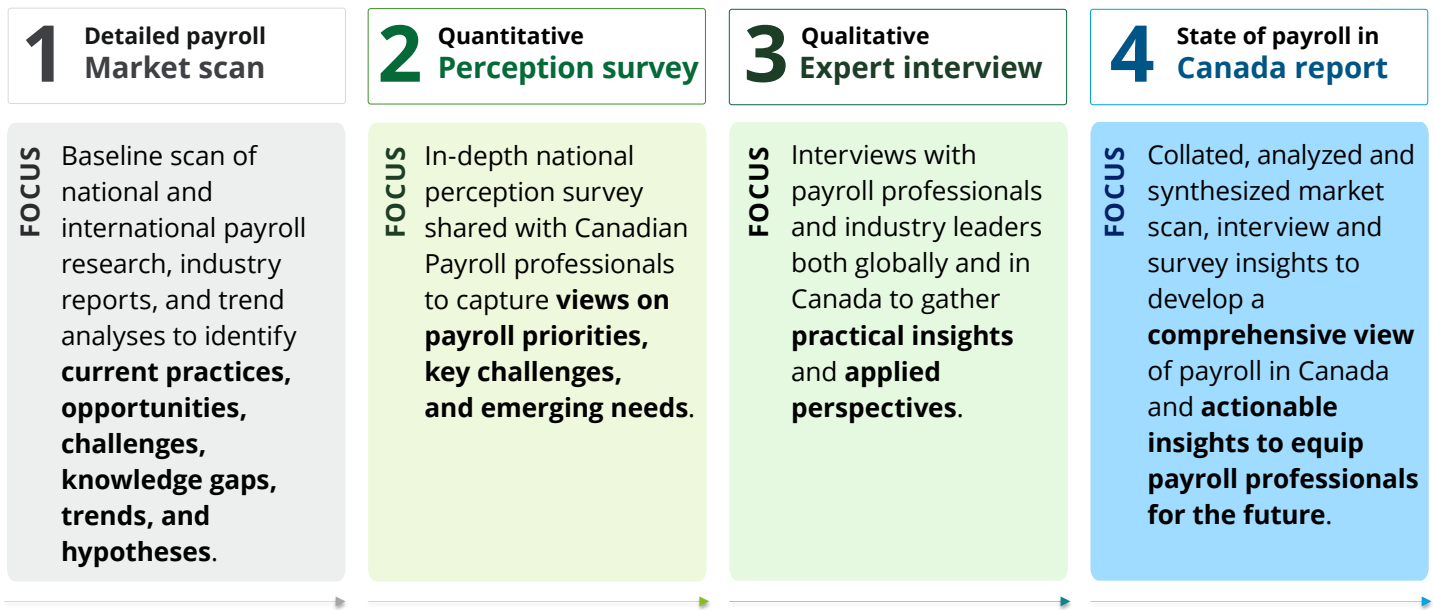 1
Detailed payroll
Market scan
FOCUS
Baseline scan of
national and
international payroll
research, industry
reports, and trend
analyses to identify
current practices,
opportunities,
challenges,
knowledge gaps,
trends, and
hypotheses.
2
Quantitative
Perception survey
FOCUS
In-depth national
perception survey
shared with Canadian
Payroll professionals
to capture views on
payroll priorities,
key challenges,
and emerging needs.
3
Qualitative
Expert interview
FOCUS
Interviews with
payroll professionals
and industry leaders
both globally and in
Canada to gather
practical insights
and applied
perspectives.
4
State of payroll in
Canada report
FOCUS
Collated, analyzed and
synthesized market
scan, interview and
survey insights to
develop a
comprehensive view
of payroll in Canada
and actionable
insights to equip
payroll professionals
for the future.